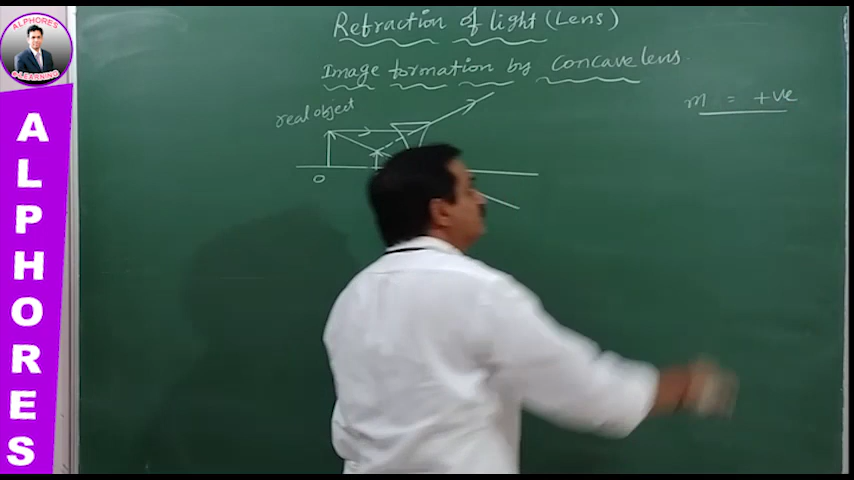 ALPHORES
e-LEARNING
ALPHORES
Refraction of light (Lens)
Image formation by concave lens.
real object
m = +ve
O